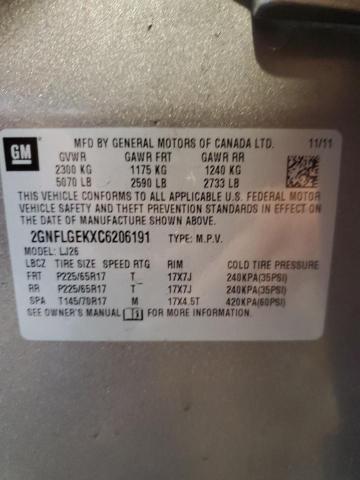 GM
MFD BY GENERAL MOTORS OF CANADA LTD. 11/11
GVWR GAWR FRT GAWR RR
2300 KG 1175 KG 1240 KG
5070 LB 2590 LB 2733 LB
THIS VEHICLE CONFORMS TO ALL APPLICABLE U.S. FEDERAL MOTOR
VEHICLE SAFETY AND THEFT PREVENTION STANDARDS IN EFFECT ON
THE DATE OF MANUFACTURE SHOWN ABOVE.
2GNFLGEKXC6206191 TYPE: M.P.V.
MODEL: LJ26
LBCZ TIRE SIZE SPEED RTG RIM COLD TIRE PRESSURE
FRT P225/65R17 T 17X7J 240KPA(35PSI)
RR P225/65R17 T 17X7J 240KPA(35PSI)
SPA T145/70R17 M 17X4.5T 420KPA(60PSI)
SEE OWNER'S MANUAL FOR MORE INFORMATION.